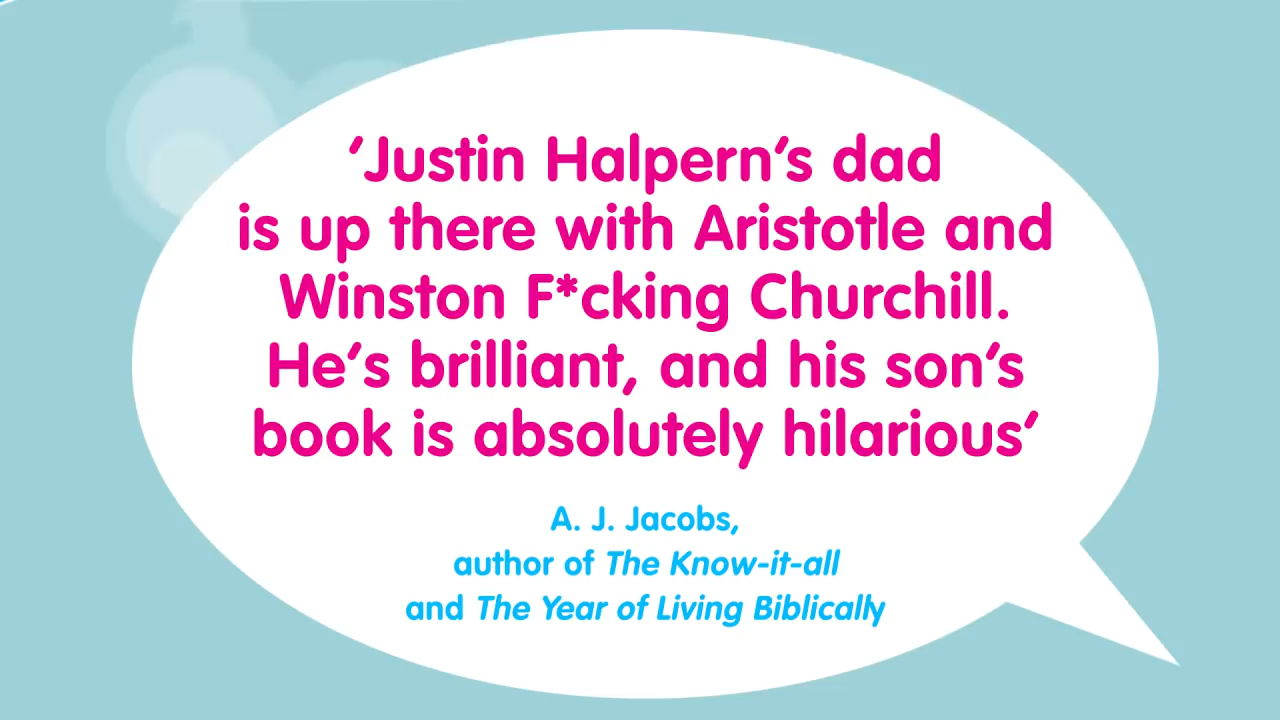 ‘Justin Halpern’s dad
is up there with Aristotle and
Winston F*cking Churchill.
He’s brilliant, and his son’s
book is absolutely hilarious’
A. J. Jacobs,
author of The Know-it-all
and The Year of Living Biblically